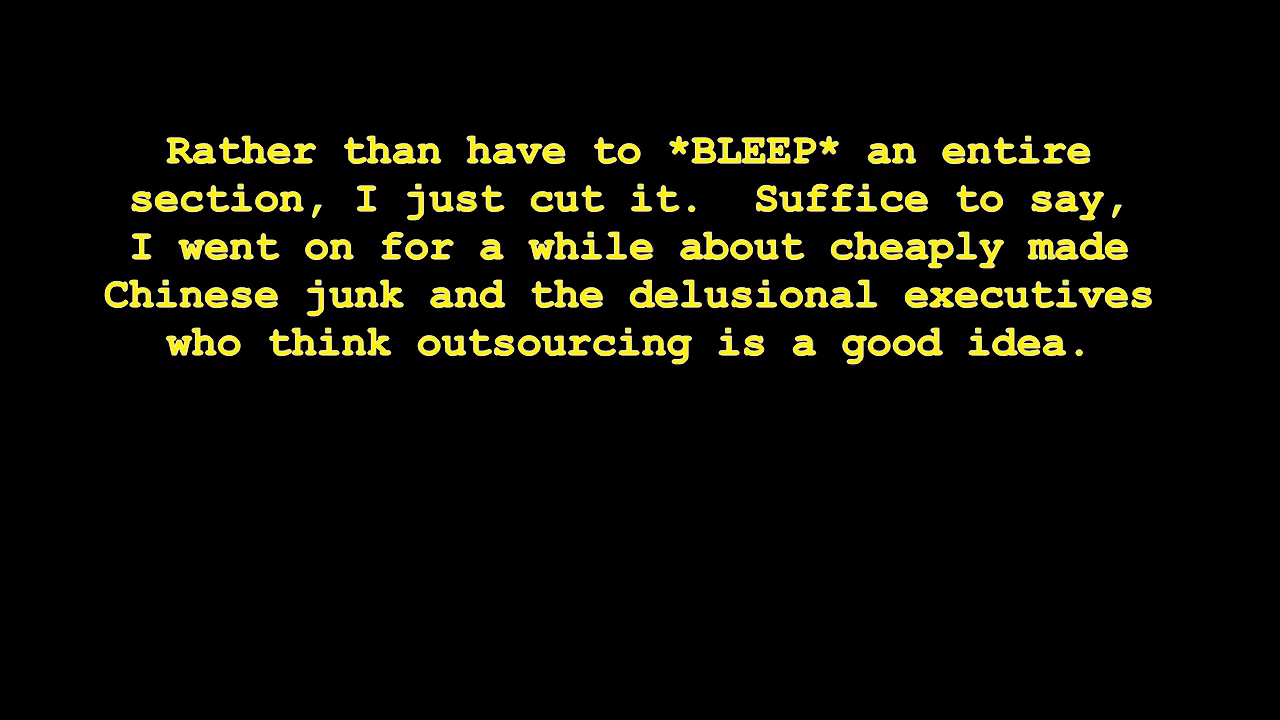 Rather than have to *BLEEP* an entire
section, I just cut it.  Suffice to say,
I went on for a while about cheaply made
Chinese junk and the delusional executives
who think outsourcing is a good idea.